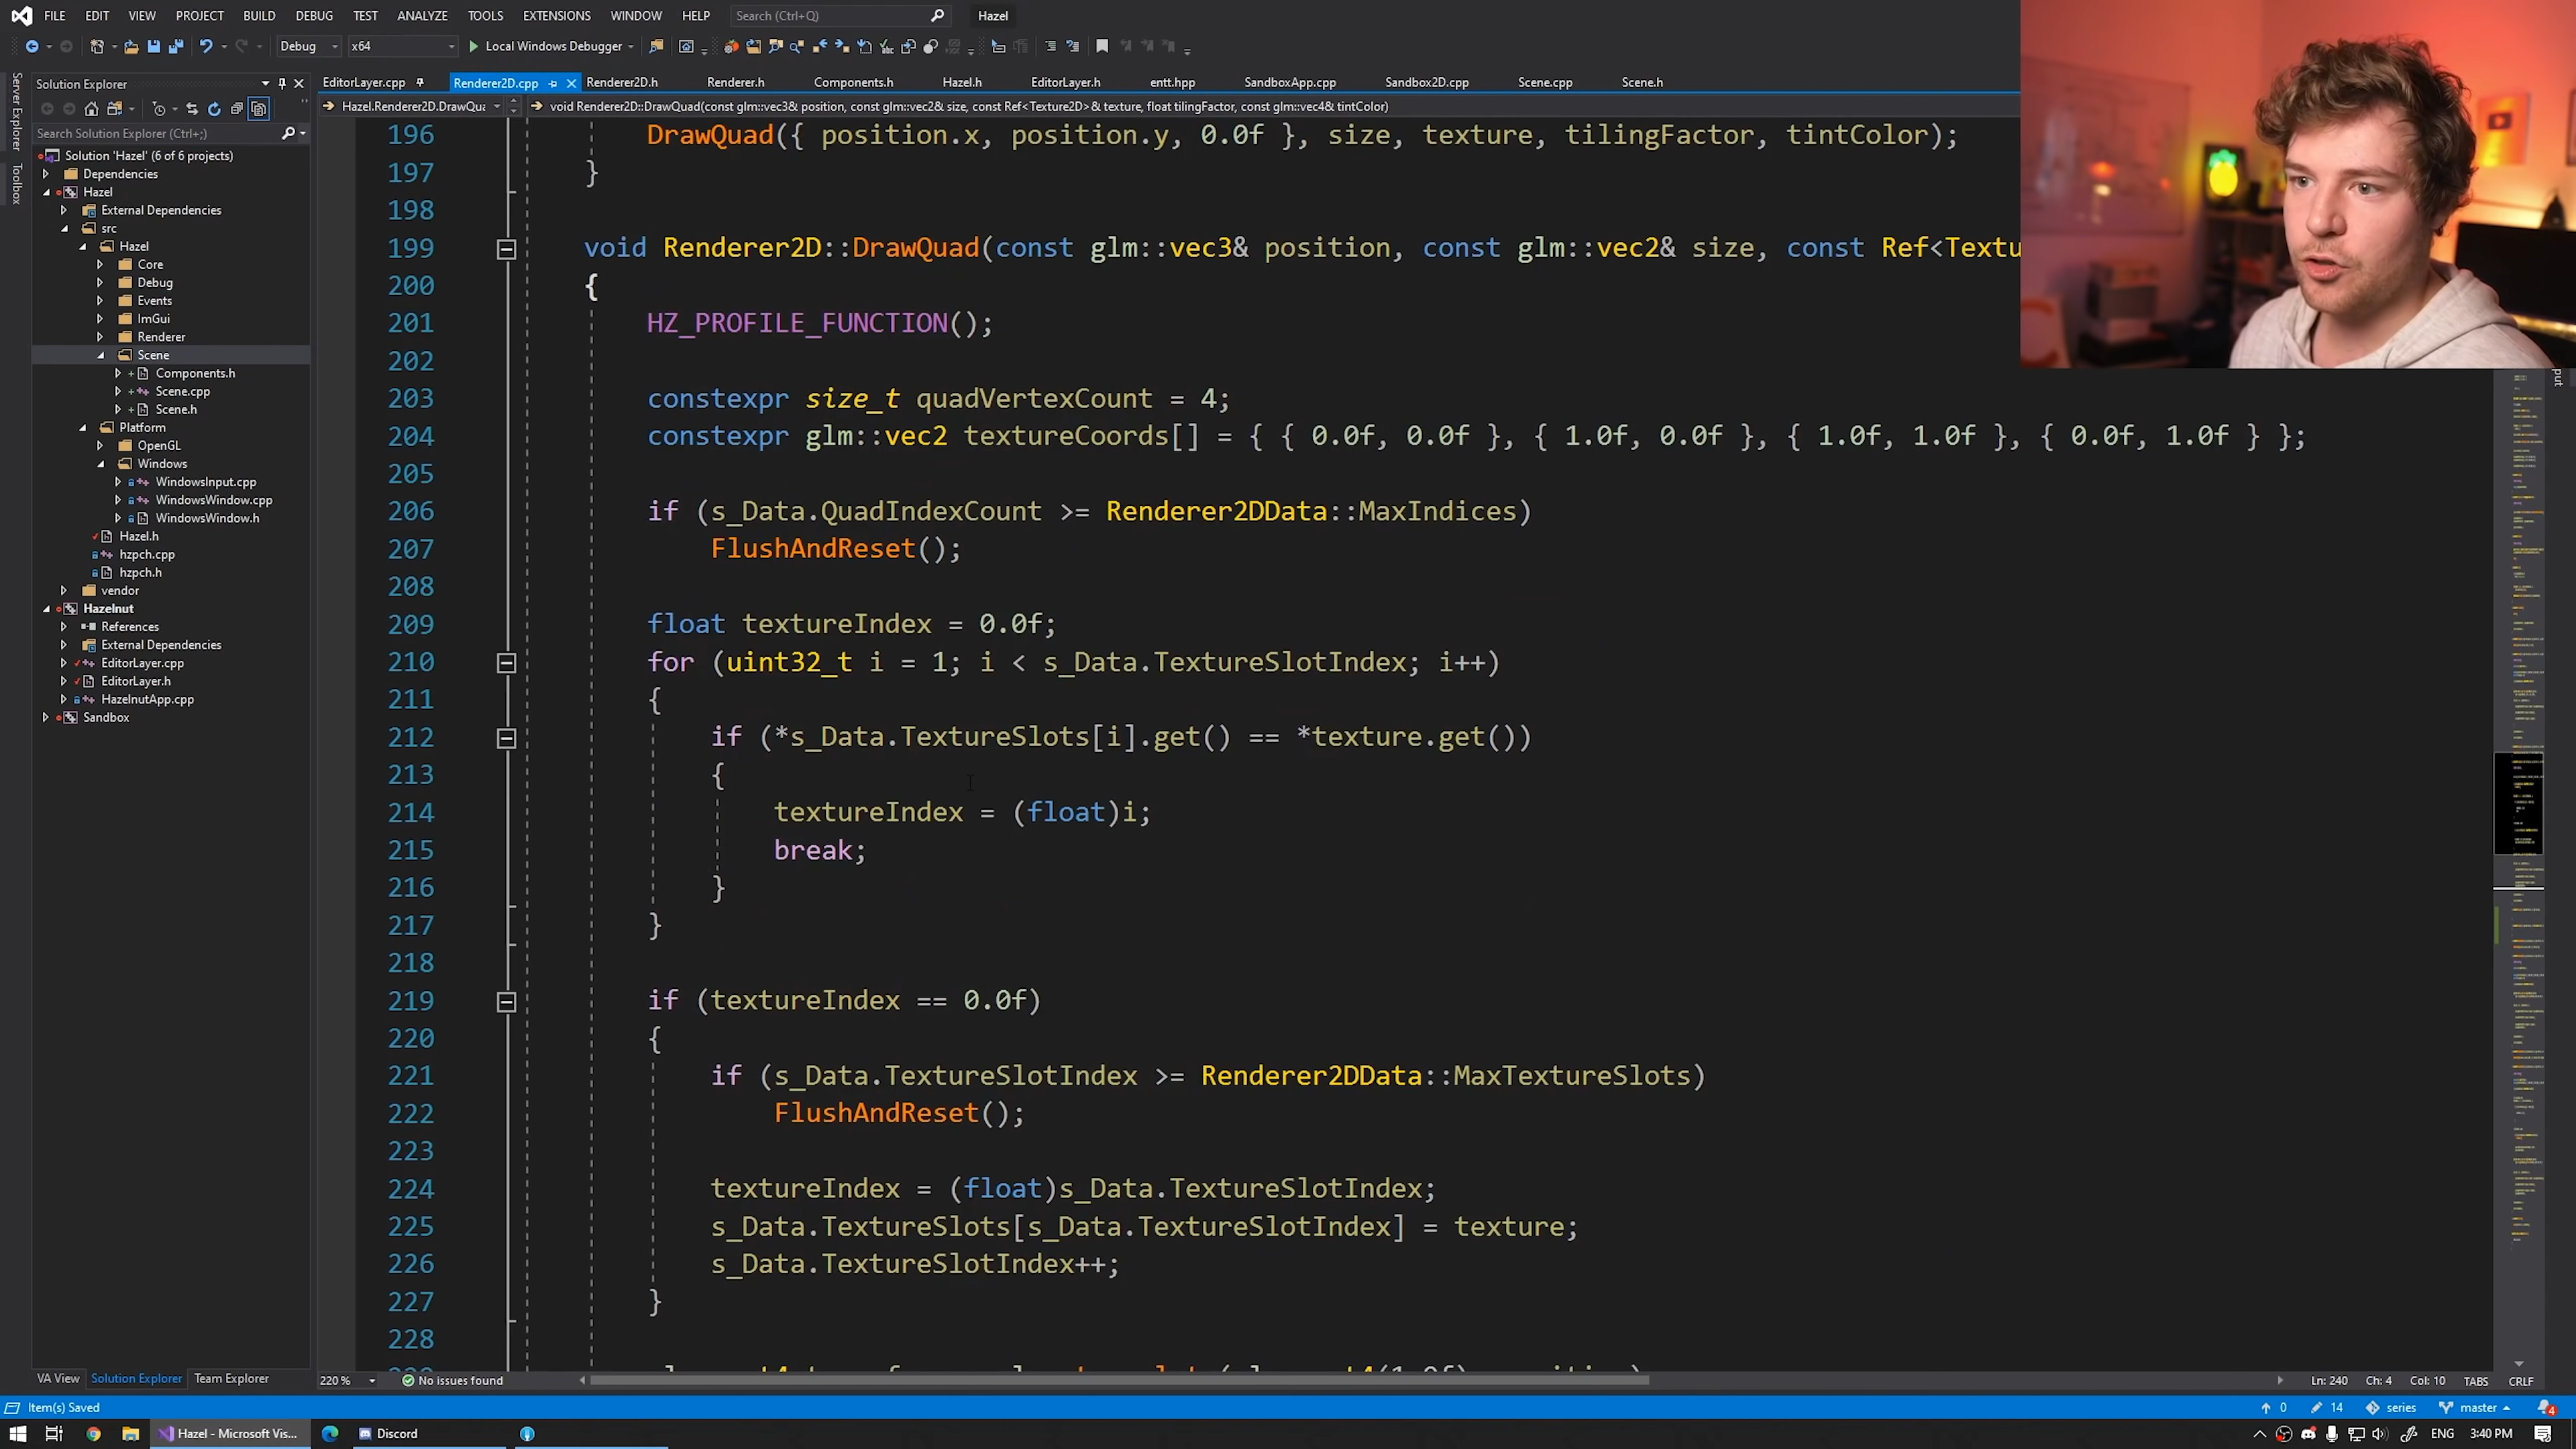 FILE EDIT VIEW PROJECT BUILD DEBUG TEST ANALYZE TOOLS EXTENSIONS WINDOW HELP Search (Ctrl+Q) Hazel
Debug x64 Local Windows Debugger
Server Explorer
Toolbox
Solution Explorer
Search Solution Explorer (Ctrl+;)
Solution 'Hazel' (6 of 6 projects)
Dependencies
Hazel
External Dependencies
src
Hazel
Core
Debug
Events
ImGui
Renderer
Scene
Components.h
Scene.cpp
Scene.h
Platform
OpenGL
Windows
WindowsInput.cpp
WindowsWindow.cpp
WindowsWindow.h
Hazel.h
hzpch.cpp
hzpch.h
vendor
Hazelnut
References
External Dependencies
EditorLayer.cpp
EditorLayer.h
HazelnutApp.cpp
Sandbox
VA View Solution Explorer Team Explorer
EditorLayer.cpp Renderer2D.cpp Renderer2D.h Renderer.h Components.h Hazel.h EditorLayer.h entt.hpp SandboxApp.cpp Sandbox2D.cpp Scene.cpp Scene.h
Hazel.Renderer2D.DrawQua void Renderer2D::DrawQuad(const glm::vec3& position, const glm::vec2& size, const Ref<Texture2D>& texture, float tilingFactor, const glm::vec4& tintColor)
196 DrawQuad({ position.x, position.y, 0.0f }, size, texture, tilingFactor, tintColor);
197 }
198
199 void Renderer2D::DrawQuad(const glm::vec3& position, const glm::vec2& size, const Ref<Textu
200 {
201 HZ_PROFILE_FUNCTION();
202
203 constexpr size_t quadVertexCount = 4;
204 constexpr glm::vec2 textureCoords[] = { { 0.0f, 0.0f }, { 1.0f, 0.0f }, { 1.0f, 1.0f }, { 0.0f, 1.0f } };
205
206 if (s_Data.QuadIndexCount >= Renderer2DData::MaxIndices)
207 FlushAndReset();
208
209 float textureIndex = 0.0f;
210 for (uint32_t i = 1; i < s_Data.TextureSlotIndex; i++)
211 {
212 if (*s_Data.TextureSlots[i].get() == *texture.get())
213 {
214 textureIndex = (float)i;
215 break;
216 }
217 }
218
219 if (textureIndex == 0.0f)
220 {
221 if (s_Data.TextureSlotIndex >= Renderer2DData::MaxTextureSlots)
222 FlushAndReset();
223
224 textureIndex = (float)s_Data.TextureSlotIndex;
225 s_Data.TextureSlots[s_Data.TextureSlotIndex] = texture;
226 s_Data.TextureSlotIndex++;
227 }
228
220 % No issues found Ln: 240 Ch: 4 Col: 10 TABS CRLF
Item(s) Saved 0 14 series master 4
Hazel - Microsoft Vis... Discord ENG 3:40 PM